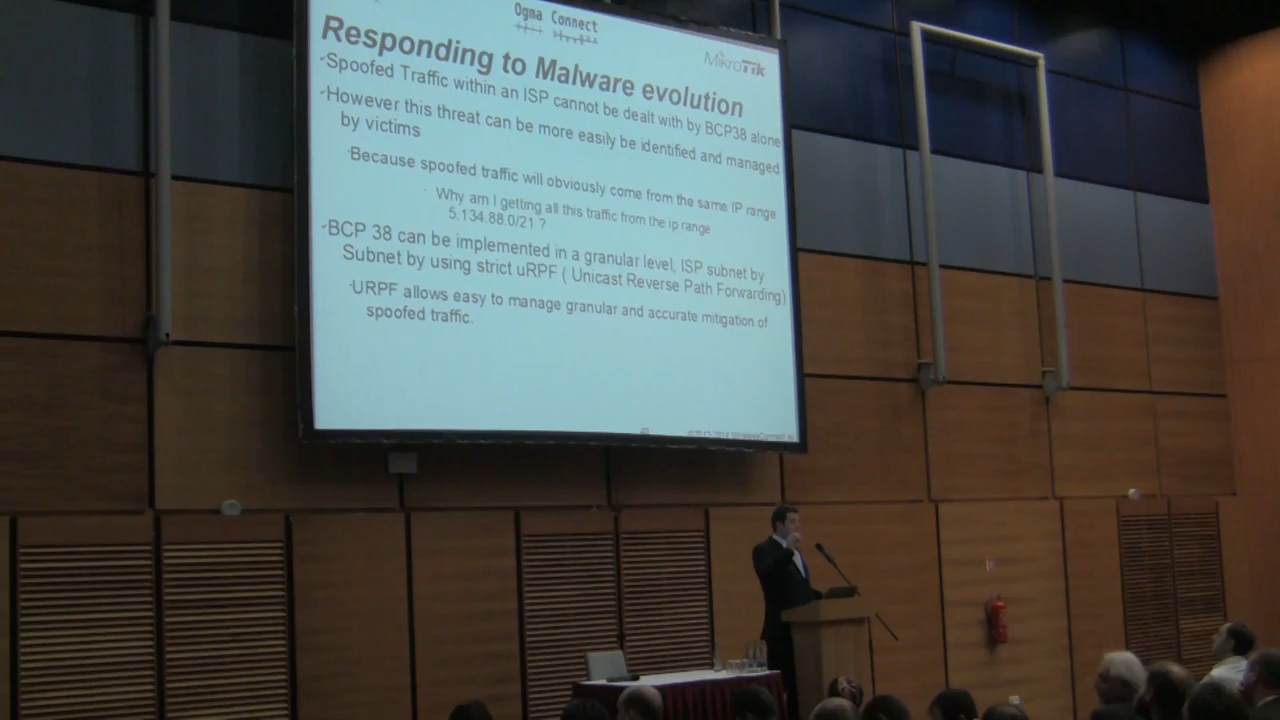 Ogma Connect
MikroTik
Responding to Malware evolution
Spoofed Traffic within an ISP cannot be dealt with by BCP38 alone
However this threat can be more easily be identified and managed
by victims
Because spoofed traffic will obviously come from the same IP range
Why am I getting all this traffic from the ip range
5.134.88.0/21 ?
BCP 38 can be implemented in a granular level, ISP subnet by
Subnet by using strict uRPF ( Unicast Reverse Path Forwarding)
URPF allows easy to manage granular and accurate mitigation of
spoofed traffic.